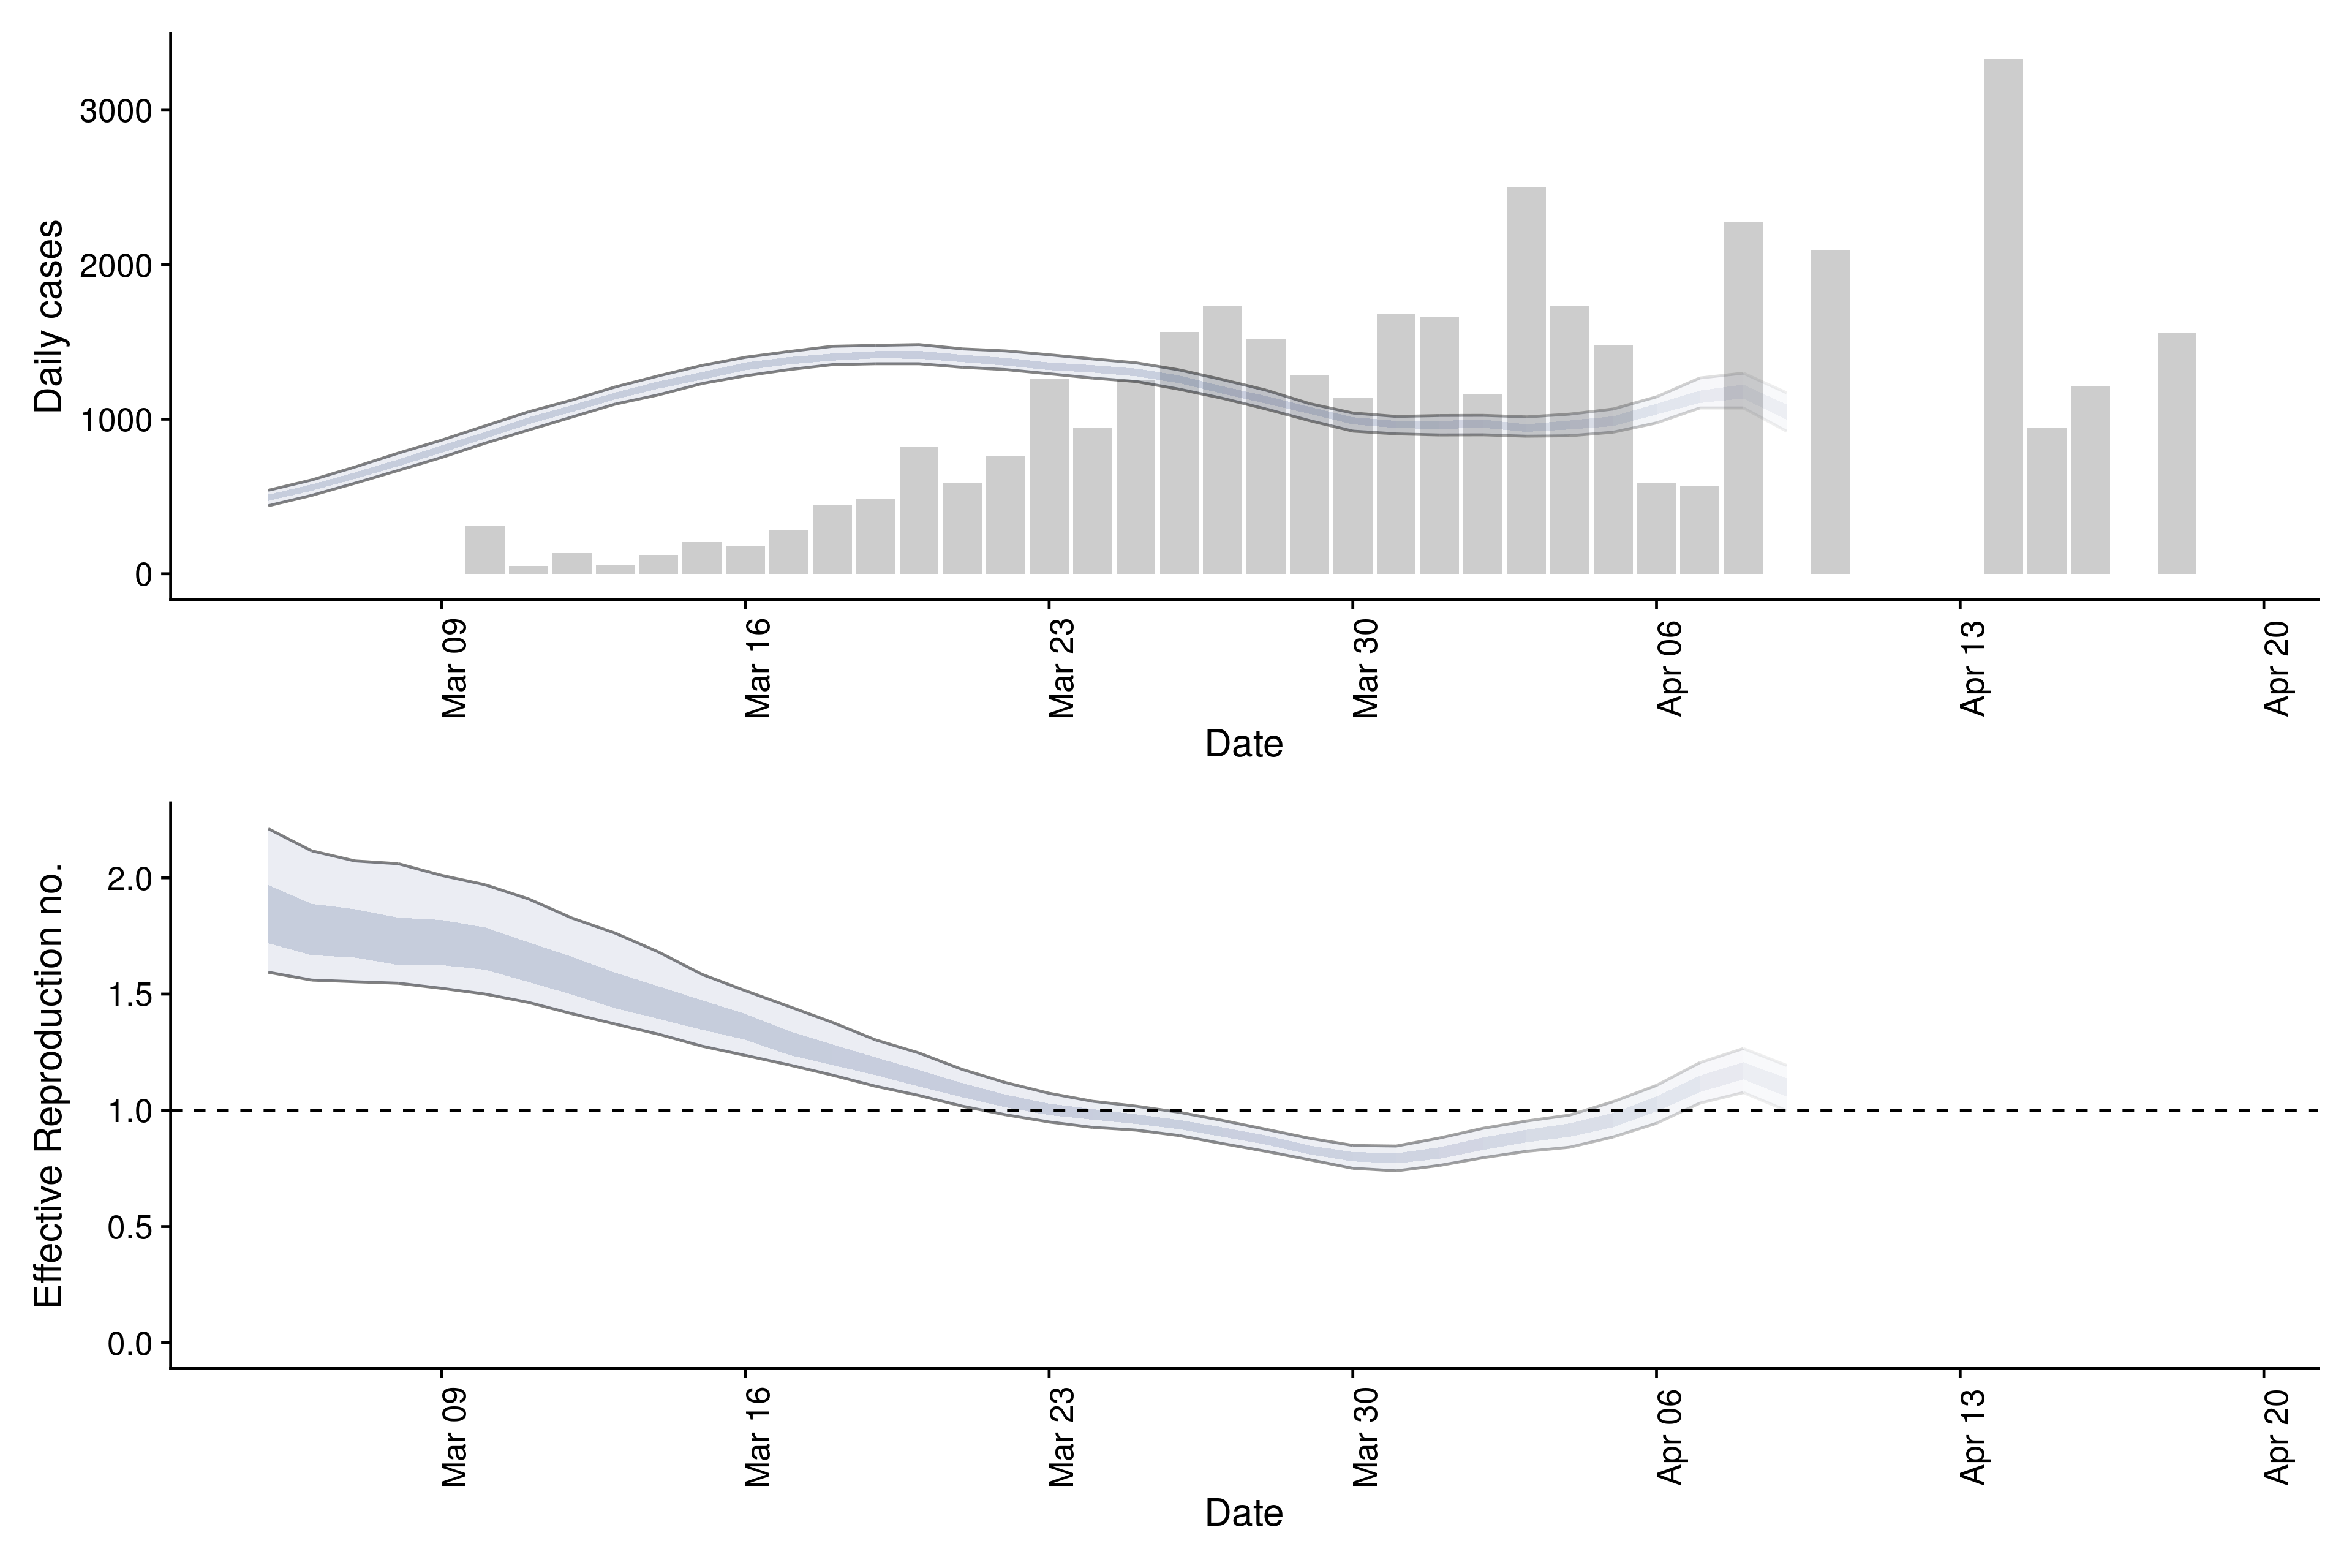 Daily cases
3000
2000
1000
0
Mar 09
Mar 16
Mar 23
Mar 30
Apr 06
Apr 13
Apr 20
Date
Effective Reproduction no.
2.0
1.5
1.0
0.5
0.0
Mar 09
Mar 16
Mar 23
Mar 30
Apr 06
Apr 13
Apr 20
Date